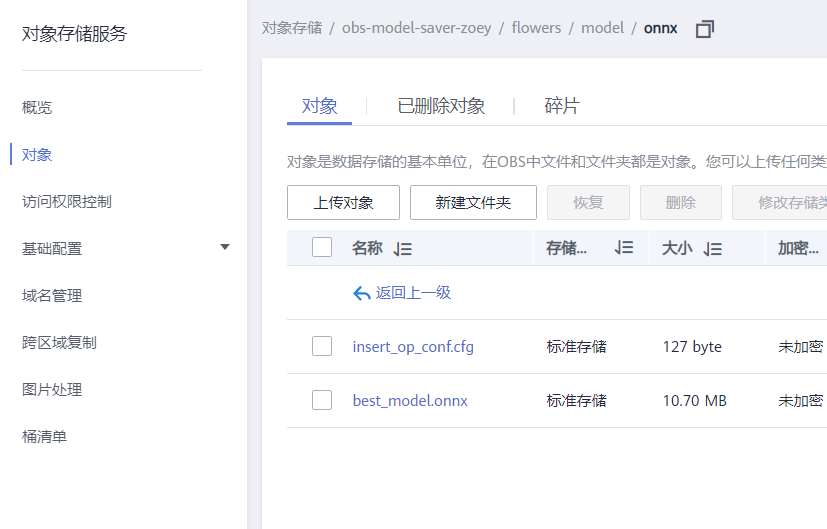 对象存储服务
概览
对象
访问权限控制
基础配置
域名管理
跨区域复制
图片处理
桶清单
对象存储 / obs-model-saver-zoey / flowers / model / onnx
对象 已删除对象 碎片
对象是数据存储的基本单位，在OBS中文件和文件夹都是对象。您可以上传任何类
上传对象 新建文件夹 恢复 删除 修改存储类
名称 存储... 大小 加密...
返回上一级
insert_op_conf.cfg 标准存储 127 byte 未加密
best_model.onnx 标准存储 10.70 MB 未加密